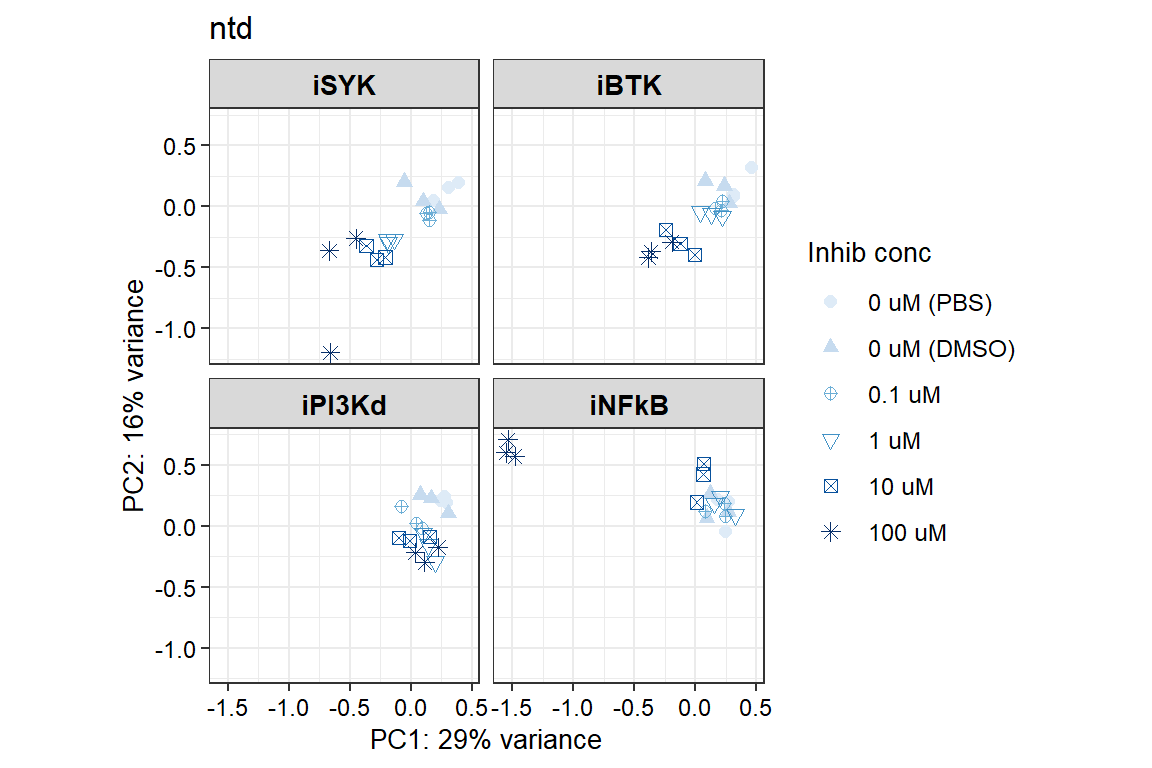 ntd
iSYK
iBTK
0.5
0.0
-0.5
-1.0
iPI3Kd
iNFkB
0.5
0.0
-0.5
-1.0
-1.5 -1.0 -0.5 0.0 0.5
-1.5 -1.0 -0.5 0.0 0.5
PC1: 29% variance
PC2: 16% variance
Inhib conc
0 uM (PBS)
0 uM (DMSO)
0.1 uM
1 uM
10 uM
100 uM